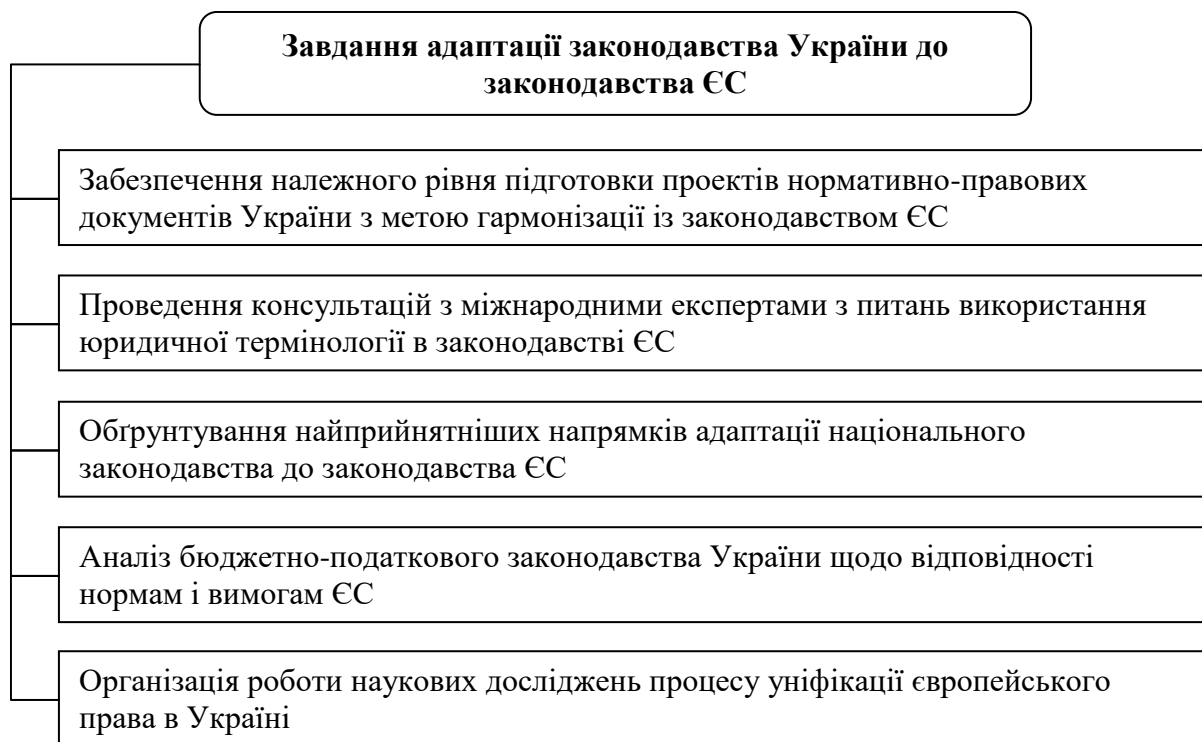 Завдання адаптації законодавства України до
законодавства ЄС
Забезпечення належного рівня підготовки проектів нормативно-правових
документів України з метою гармонізації із законодавством ЄС
Проведення консультацій з міжнародними експертами з питань використання
юридичної термінології в законодавстві ЄС
Обґрунтування найприйнятніших напрямків адаптації національного
законодавства до законодавства ЄС
Аналіз бюджетно-податкового законодавства України щодо відповідності
нормам і вимогам ЄС
Організація роботи наукових досліджень процесу уніфікації європейського
права в Україні